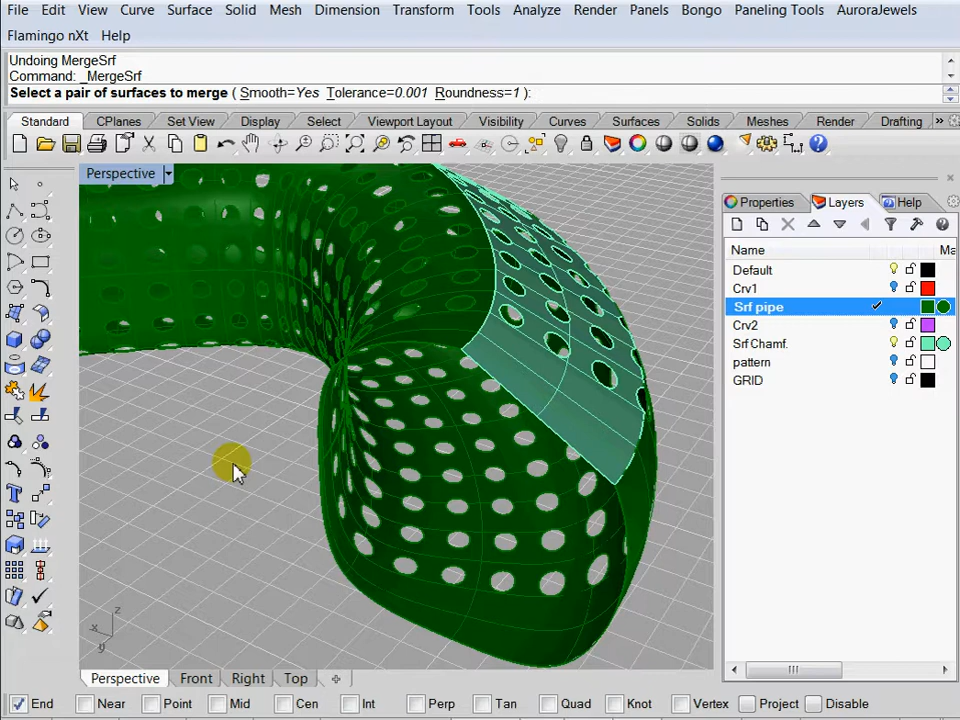 File Edit View Curve Surface Solid Mesh Dimension Transform Tools Analyze Render Panels Bongo Paneling Tools AuroraJewels
Flamingo nXt Help
Undoing MergeSrf
Command: _MergeSrf
Select a pair of surfaces to merge ( Smooth=Yes Tolerance=0.001 Roundness=1 ):
Standard CPlanes Set View Display Select Viewport Layout Visibility Curves Surfaces Solids Meshes Render Drafting »
Perspective
Properties Layers Help
Name Ma
Default
Crv1
Srf pipe
Crv2
Srf Chamf.
pattern
GRID
z
x
y
Perspective Front Right Top
End Near Point Mid Cen Int Perp Tan Quad Knot Vertex Project Disable